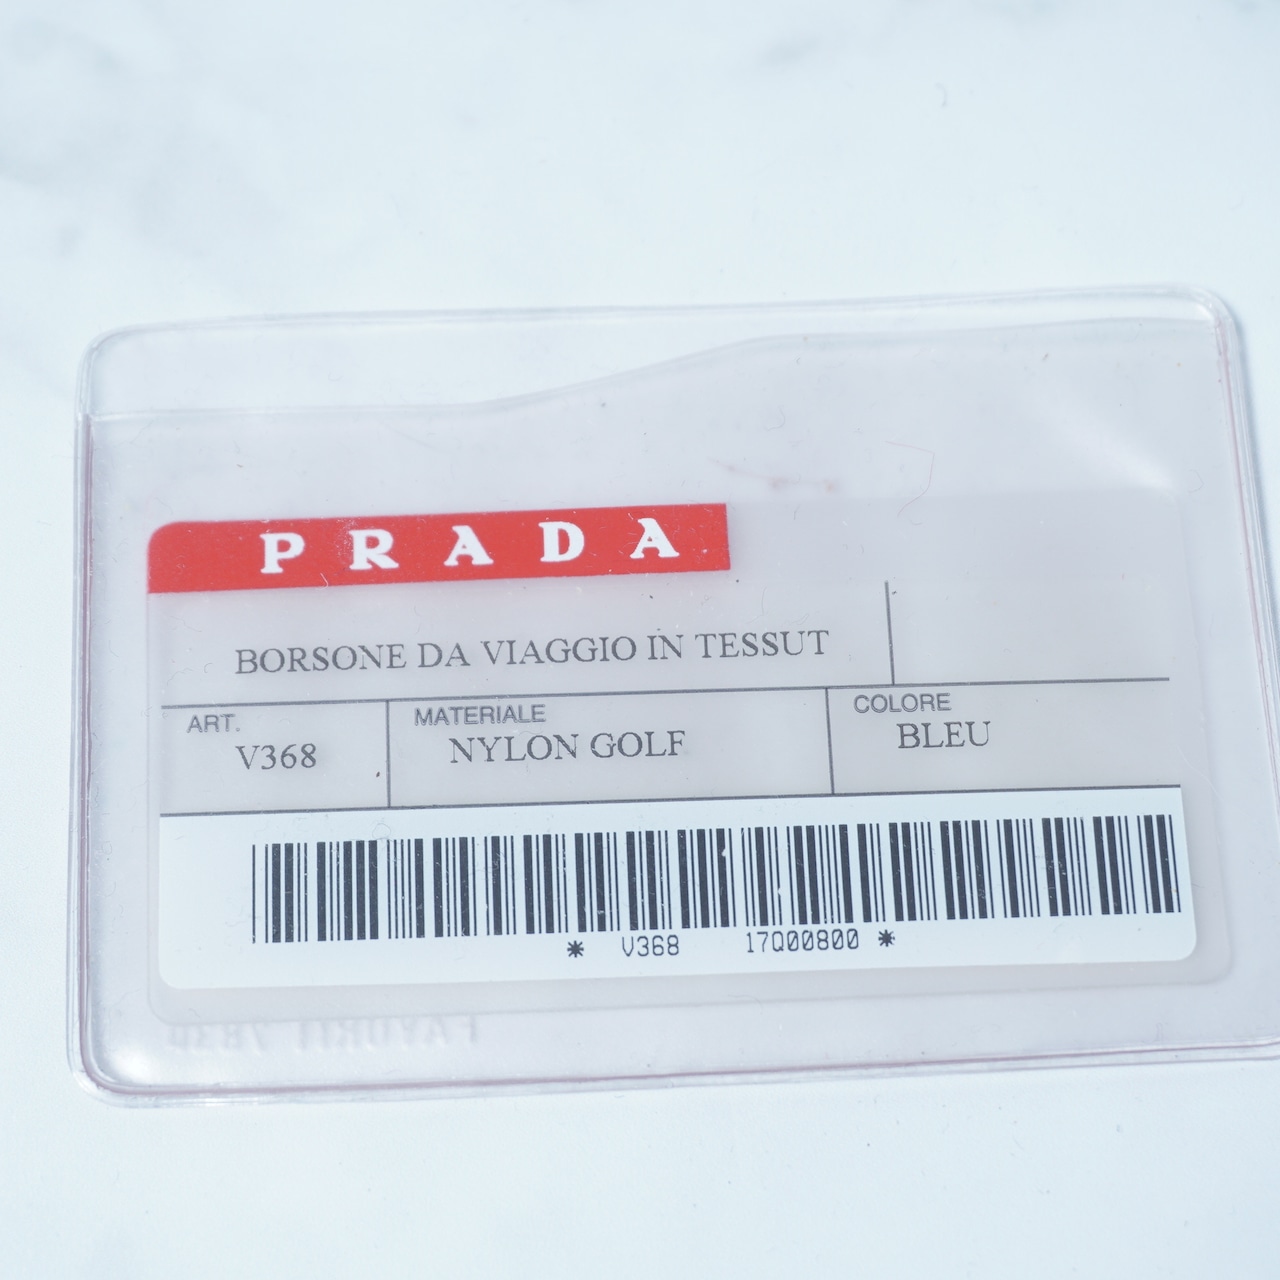 PRADA
BORSONE DA VIAGGIO IN TESSUT
ART. MATERIALE COLORE
V368 NYLON GOLF BLEU
* V368 17Q00800 *